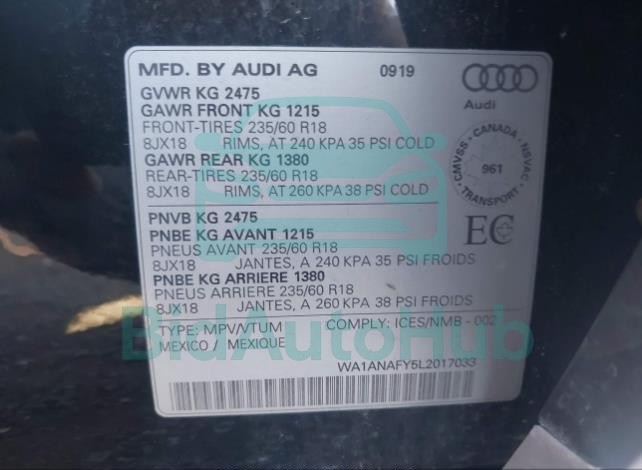 MFD. BY AUDI AG 0919
Audi
GVWR KG 2475
GAWR FRONT KG 1215
FRONT-TIRES 235/60 R18
8JX18 RIMS, AT 240 KPA 35 PSI COLD
GAWR REAR KG 1380
REAR-TIRES 235/60 R18
8JX18 RIMS, AT 260 KPA 38 PSI COLD
CMVSS - CANADA - NSVAC
961
TRANSPORT
PNVB KG 2475
PNBE KG AVANT 1215
PNEUS AVANT 235/60 R18
8JX18 JANTES, A 240 KPA 35 PSI FROIDS
PNBE KG ARRIERE 1380
PNEUS ARRIERE 235/60 R18
8JX18 JANTES, A 260 KPA 38 PSI FROIDS
EC
TYPE: MPV/VTUM COMPLY: ICES/NMB - 002
MEXICO / MEXIQUE
WA1ANAFY5L2017033
BidAutoHub